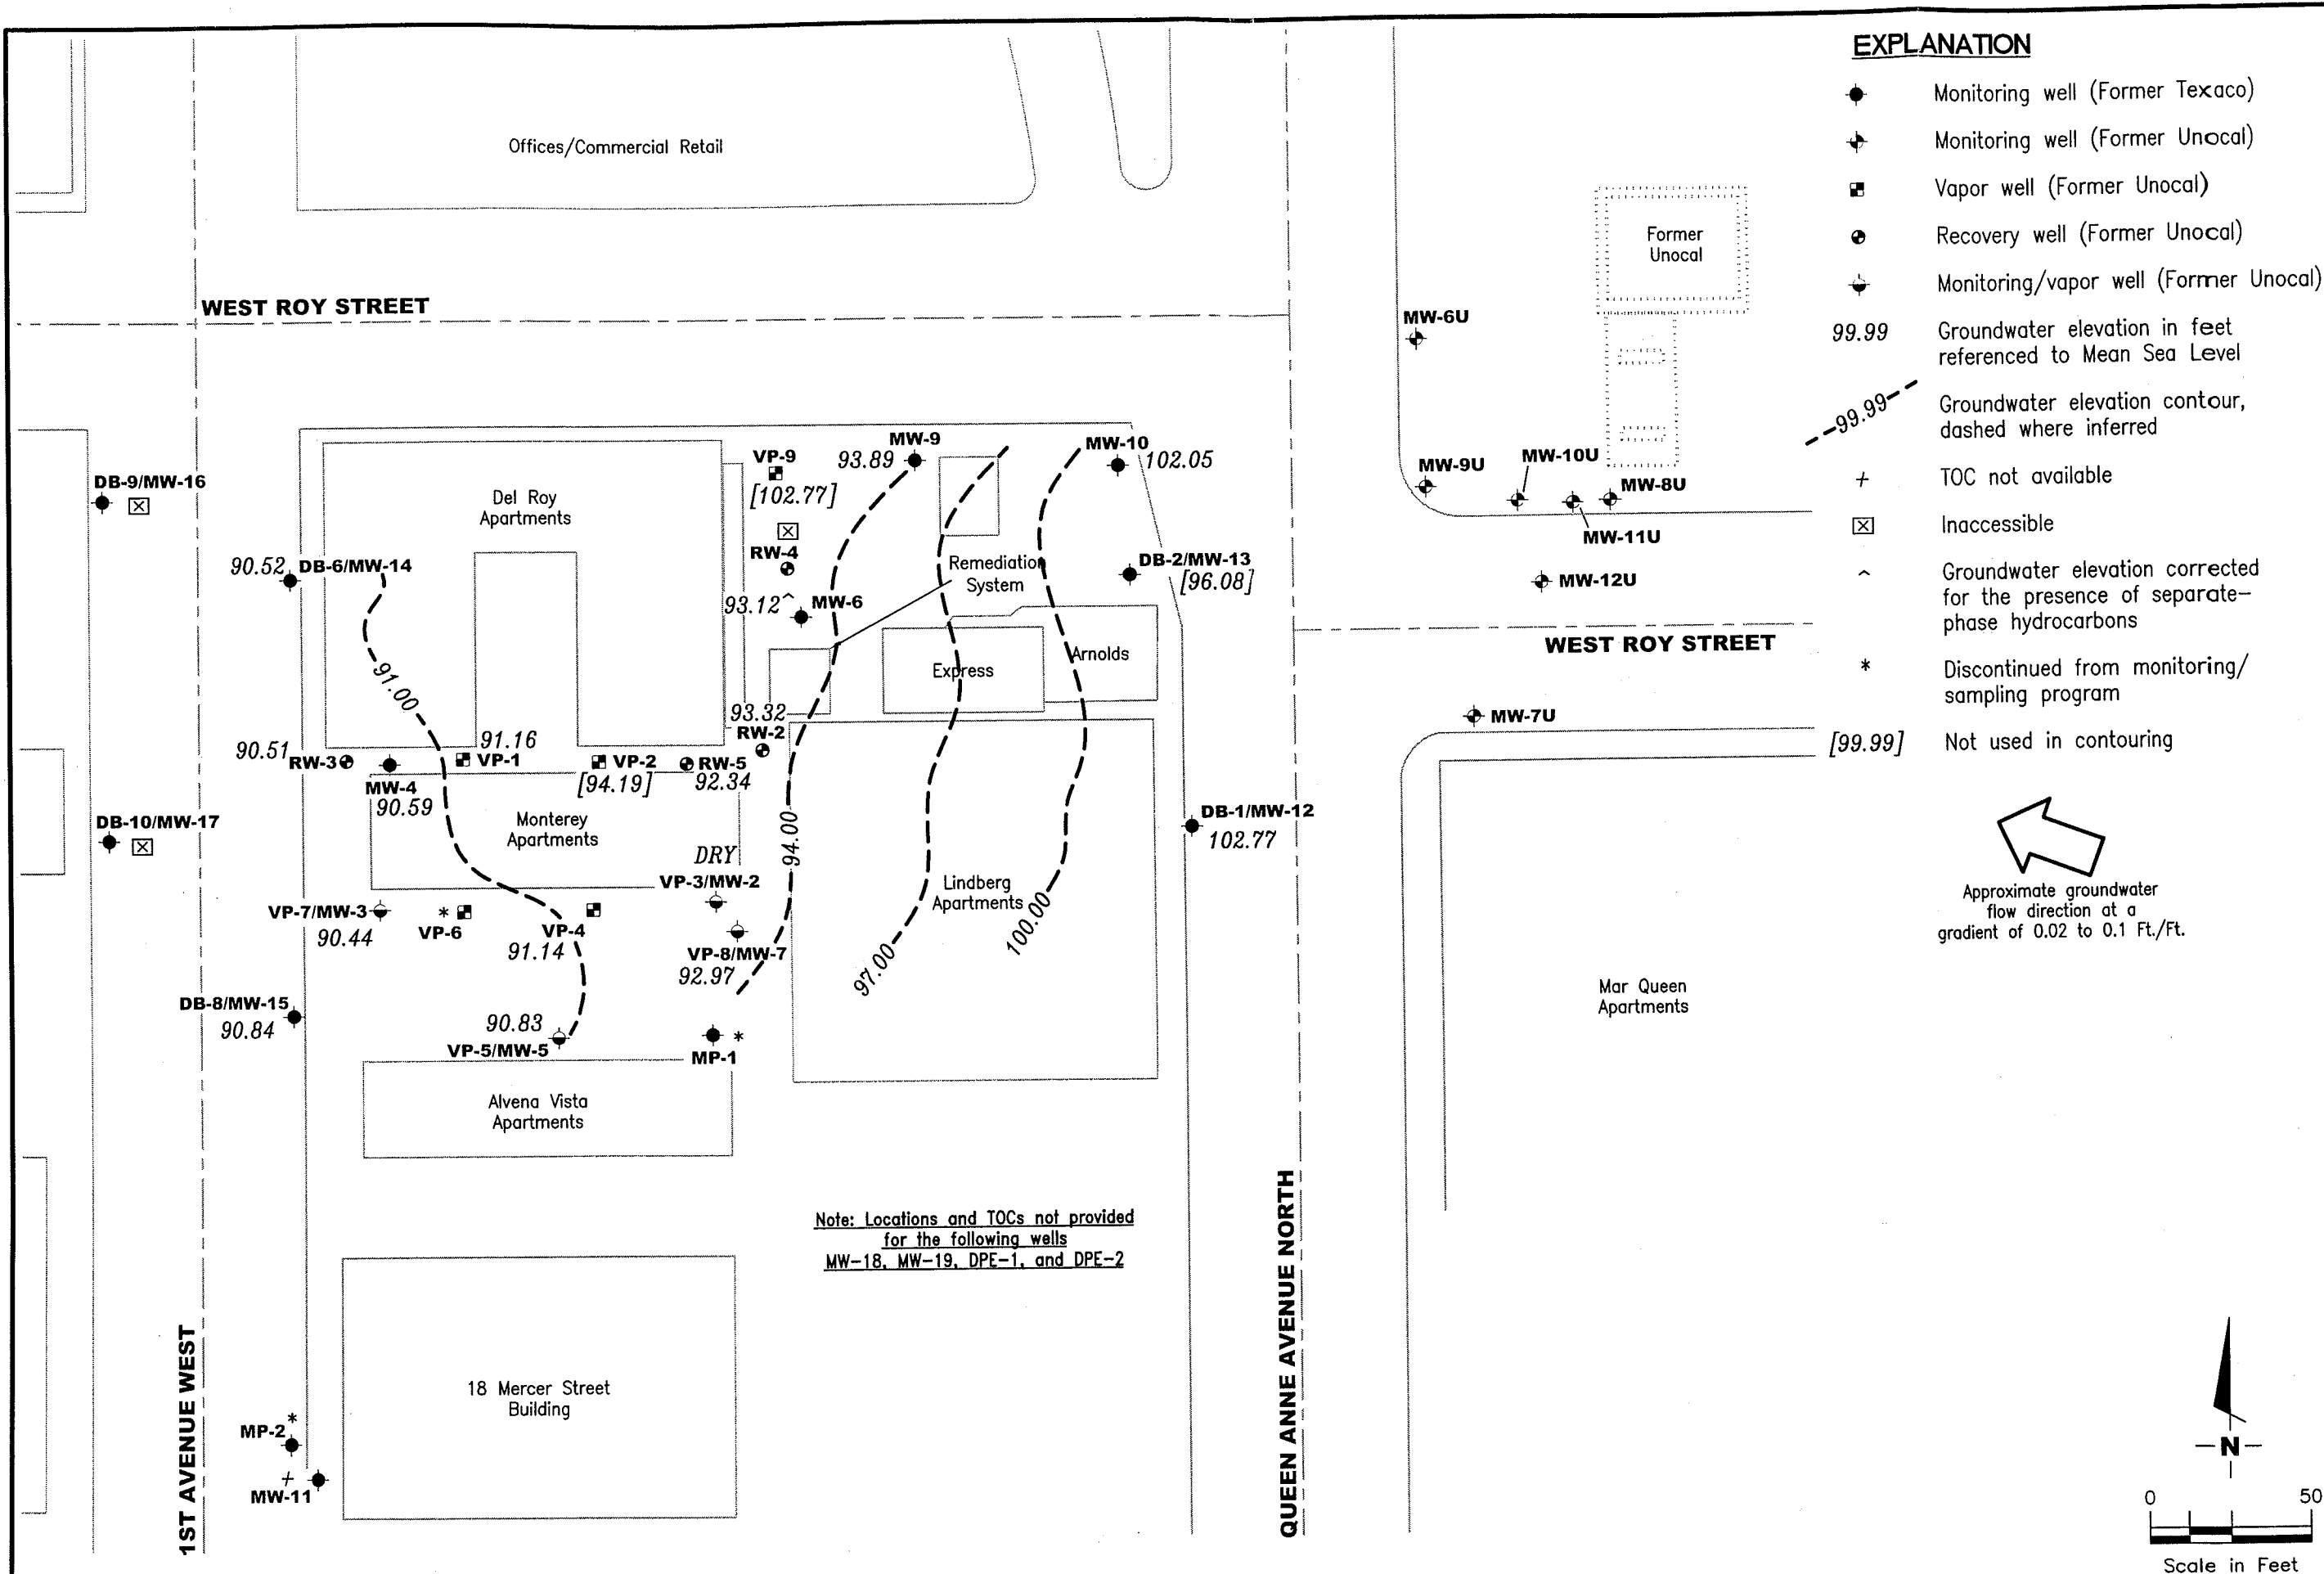 EXPLANATION
Monitoring well (Former Texaco)
Monitoring well (Former Unocal)
Vapor well (Former Unocal)
Recovery well (Former Unocal)
Monitoring/vapor well (Former Unocal)
99.99 Groundwater elevation in feet
referenced to Mean Sea Level
99.99 Groundwater elevation contour,
dashed where inferred
+ TOC not available
Inaccessible
^ Groundwater elevation corrected
for the presence of separate-
phase hydrocarbons
* Discontinued from monitoring/
sampling program
[99.99] Not used in contouring
Approximate groundwater
flow direction at a
gradient of 0.02 to 0.1 Ft./Ft.
Offices/Commercial Retail
Former
Unocal
WEST ROY STREET
MW-6U
MW-9
93.89
MW-10
102.05
VP-9
[102.77]
MW-9U
MW-10U
MW-8U
MW-11U
DB-9/MW-16
Del Roy
Apartments
RW-4
Remediation
System
DB-2/MW-13
[96.08]
MW-12U
90.52
DB-6/MW-14
93.12^
MW-6
WEST ROY STREET
Arnolds
Express
91.00
93.32
RW-2
MW-7U
90.51
RW-3
91.16
VP-1
VP-2
[94.19]
RW-5
92.34
MW-4
90.59
DB-10/MW-17
Monterey
Apartments
94.00
DB-1/MW-12
102.77
DRY
VP-3/MW-2
Lindberg
Apartments
VP-7/MW-3
90.44
*
VP-6
VP-4
91.14
VP-8/MW-7
92.97
97.00
100.00
DB-8/MW-15
90.84
90.83
VP-5/MW-5
*
MP-1
Mar Queen
Apartments
Alvena Vista
Apartments
Note: Locations and TOCs not provided
for the following wells
MW-18, MW-19, DPE-1, and DPE-2
18 Mercer Street
Building
*
MP-2
+
MW-11
1ST AVENUE WEST
QUEEN ANNE AVENUE NORTH
N
0 50
Scale in Feet